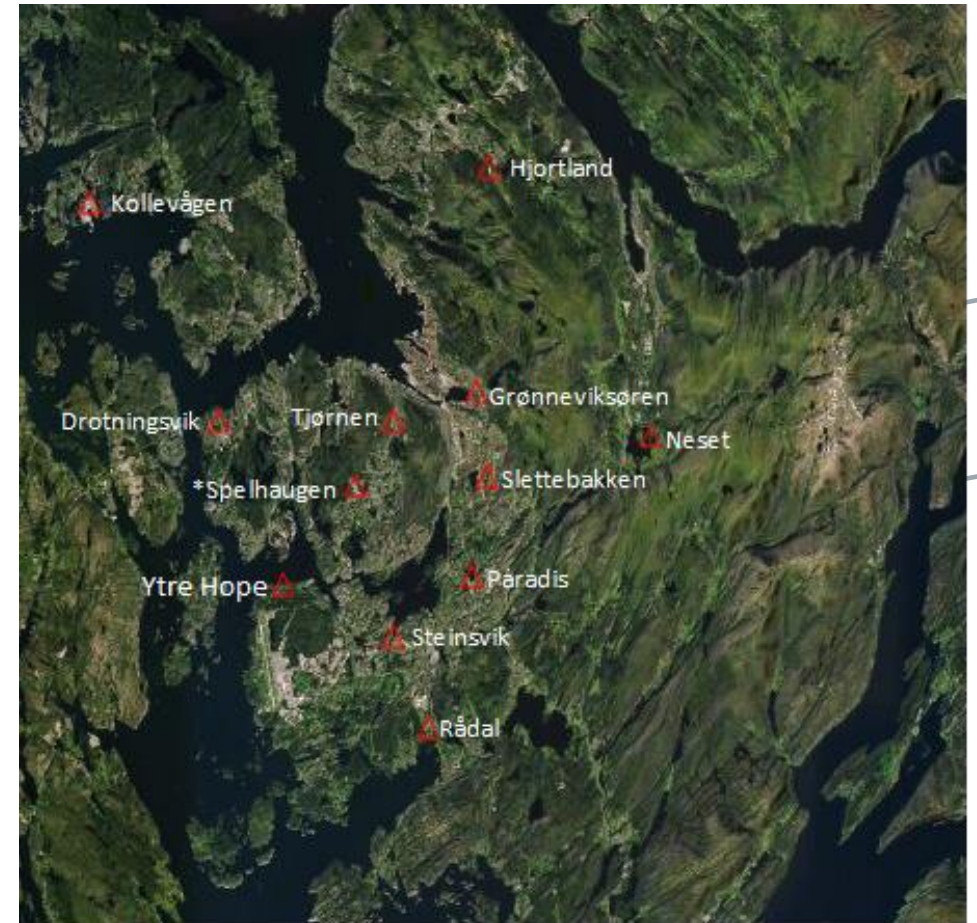 Hjortland
Kollevågen
Grønneviksøren
Drotningsvik
Tjørnen
Neset
*Spelhaugen
Slettebakken
Ytre Hope
Paradis
Steinsvik
Rådal